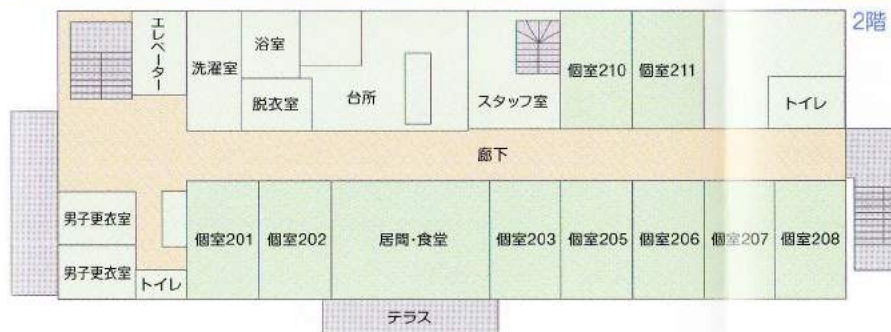 2階
エレベーター
洗濯室
浴室
脱衣室
台所
スタッフ室
個室210
個室211
トイレ
廊下
男子更衣室
男子更衣室
トイレ
個室201
個室202
居間・食堂
個室203
個室205
個室206
個室207
個室208
テラス